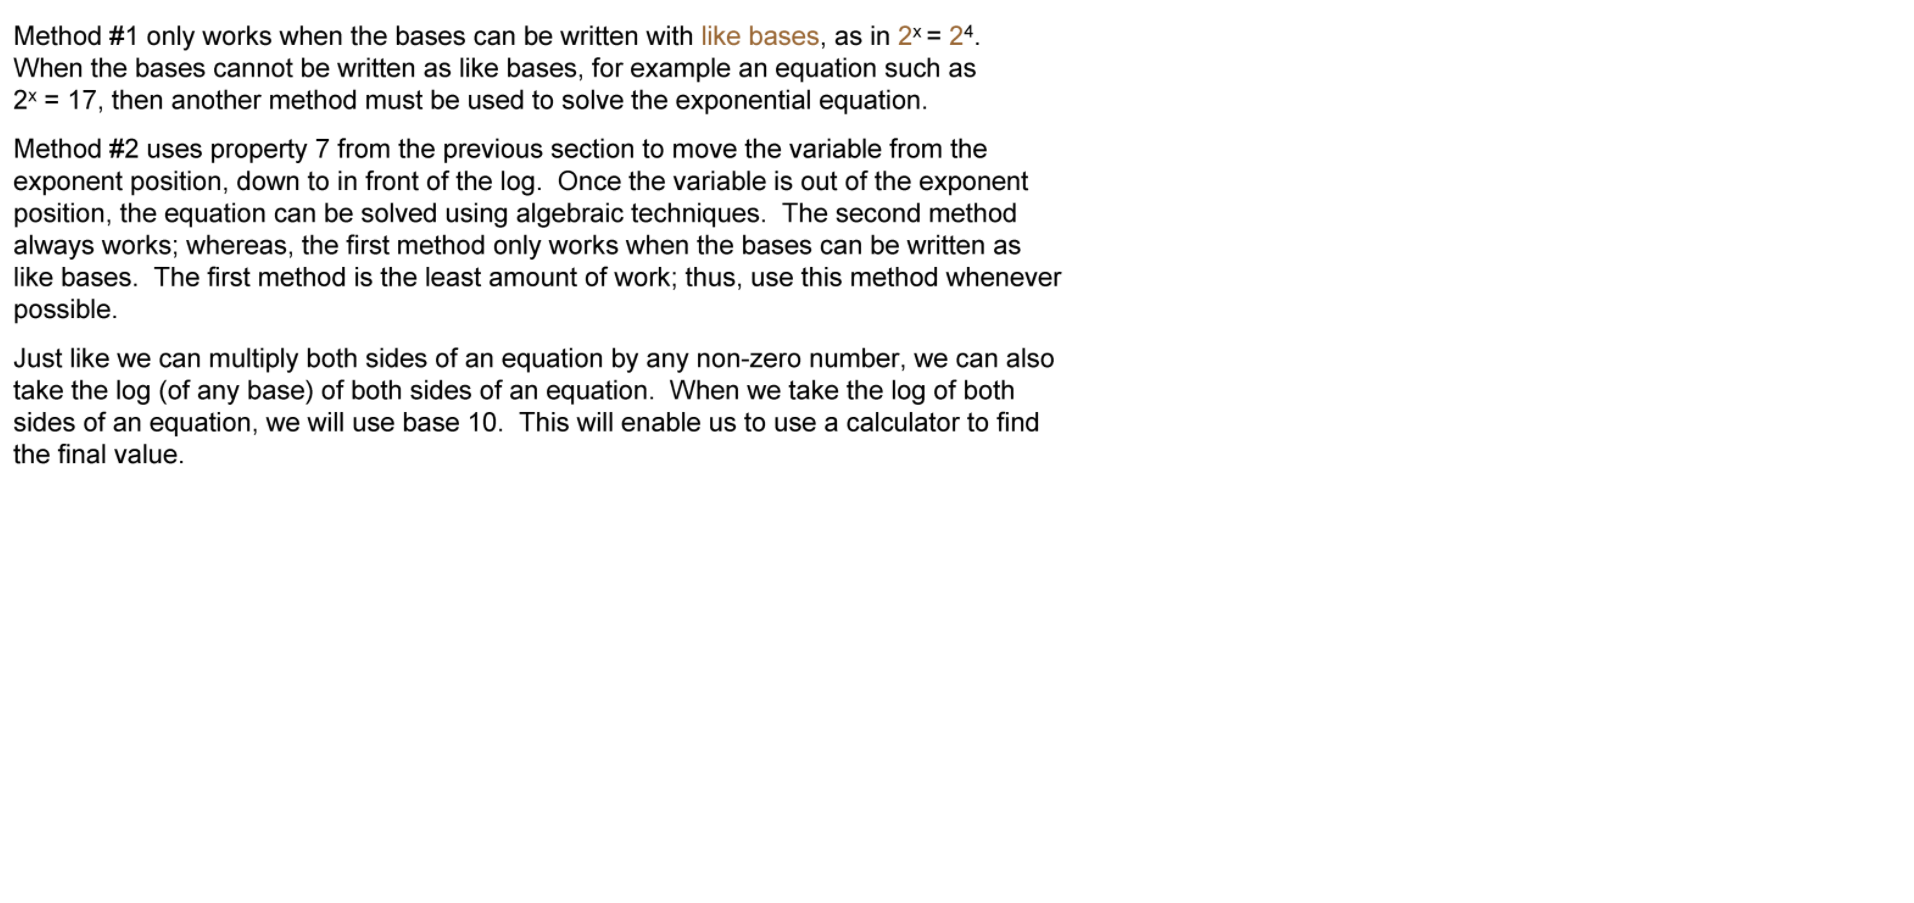 Method #1 only works when the bases can be written with like bases, as in 2ˣ = 2⁴.
When the bases cannot be written as like bases, for example an equation such as
2ˣ = 17, then another method must be used to solve the exponential equation.
Method #2 uses property 7 from the previous section to move the variable from the
exponent position, down to in front of the log.  Once the variable is out of the exponent
position, the equation can be solved using algebraic techniques.  The second method
always works; whereas, the first method only works when the bases can be written as
like bases.  The first method is the least amount of work; thus, use this method whenever
possible.
Just like we can multiply both sides of an equation by any non-zero number, we can also
take the log (of any base) of both sides of an equation.  When we take the log of both
sides of an equation, we will use base 10.  This will enable us to use a calculator to find
the final value.